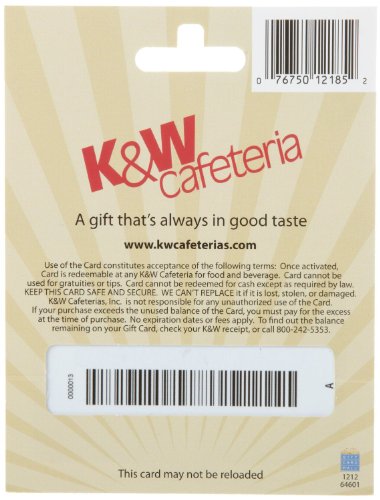 0 76750 12185 2
K&W
cafeteria
A gift that's always in good taste
www.kwcafeterias.com
Use of the Card constitutes acceptance of the following terms: Once activated,
Card is redeemable at any K&W Cafeteria for food and beverage. Card cannot be
used for gratuities or tips. Card cannot be redeemed for cash except as required by law.
KEEP THIS CARD SAFE AND SECURE. WE CAN'T REPLACE it if it is lost, stolen, or damaged.
K&W Cafeterias, Inc. is not responsible for any unauthorized use of the Card.
If your purchase exceeds the unused balance of the Card, you must pay for the excess
at the time of purchase. No expiration dates or fees apply. To find out the balance
remaining on your Gift Card, check your K&W receipt, or call 800-242-5353.
0000013
A
This card may not be reloaded
1212
64601